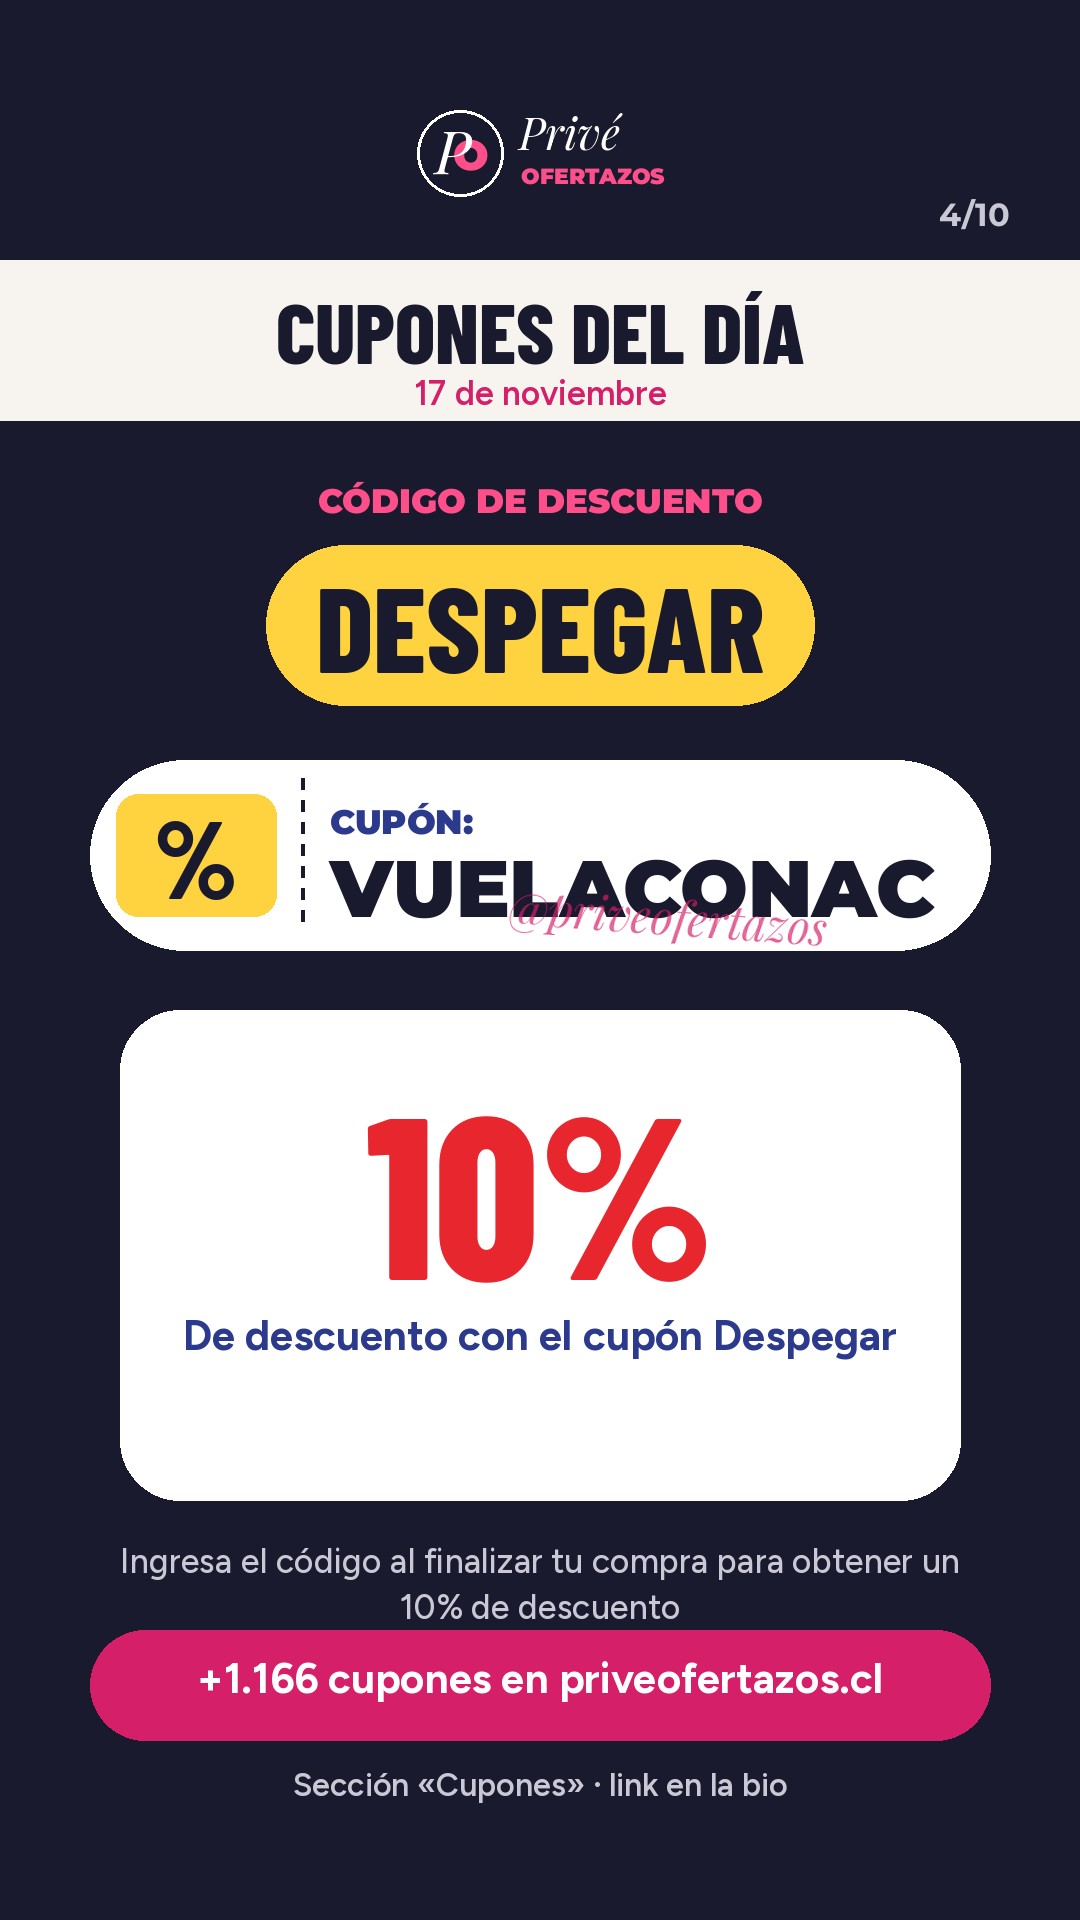 PO
Privé
OFERTAZOS
4/10
CUPONES DEL DÍA
17 de noviembre
CÓDIGO DE DESCUENTO
DESPEGAR
%
CUPÓN:
VUELACONAC
@priveofertazos
10%
De descuento con el cupón Despegar
Ingresa el código al finalizar tu compra para obtener un
10% de descuento
+1.166 cupones en priveofertazos.cl
Sección «Cupones» · link en la bio